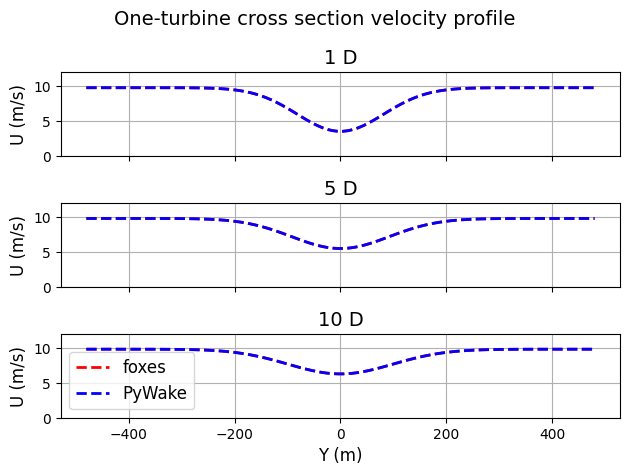 One-turbine cross section velocity profile
1 D
U (m/s)
10
5
0
5 D
U (m/s)
10
5
0
10 D
U (m/s)
10
5
0
foxes
PyWake
−400 −200 0 200 400
Y (m)